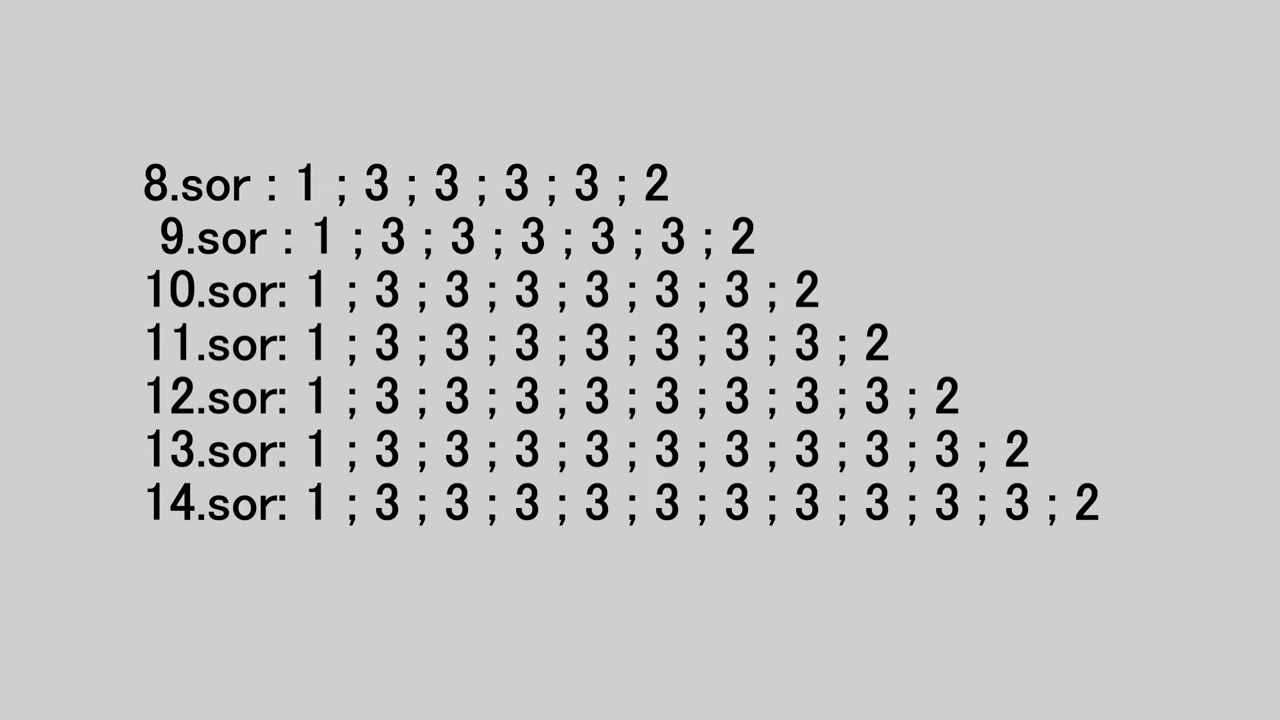 8.sor : 1 ; 3 ; 3 ; 3 ; 3 ; 2
9.sor : 1 ; 3 ; 3 ; 3 ; 3 ; 3 ; 2
10.sor: 1 ; 3 ; 3 ; 3 ; 3 ; 3 ; 3 ; 2
11.sor: 1 ; 3 ; 3 ; 3 ; 3 ; 3 ; 3 ; 3 ; 2
12.sor: 1 ; 3 ; 3 ; 3 ; 3 ; 3 ; 3 ; 3 ; 3 ; 2
13.sor: 1 ; 3 ; 3 ; 3 ; 3 ; 3 ; 3 ; 3 ; 3 ; 3 ; 2
14.sor: 1 ; 3 ; 3 ; 3 ; 3 ; 3 ; 3 ; 3 ; 3 ; 3 ; 3 ; 2